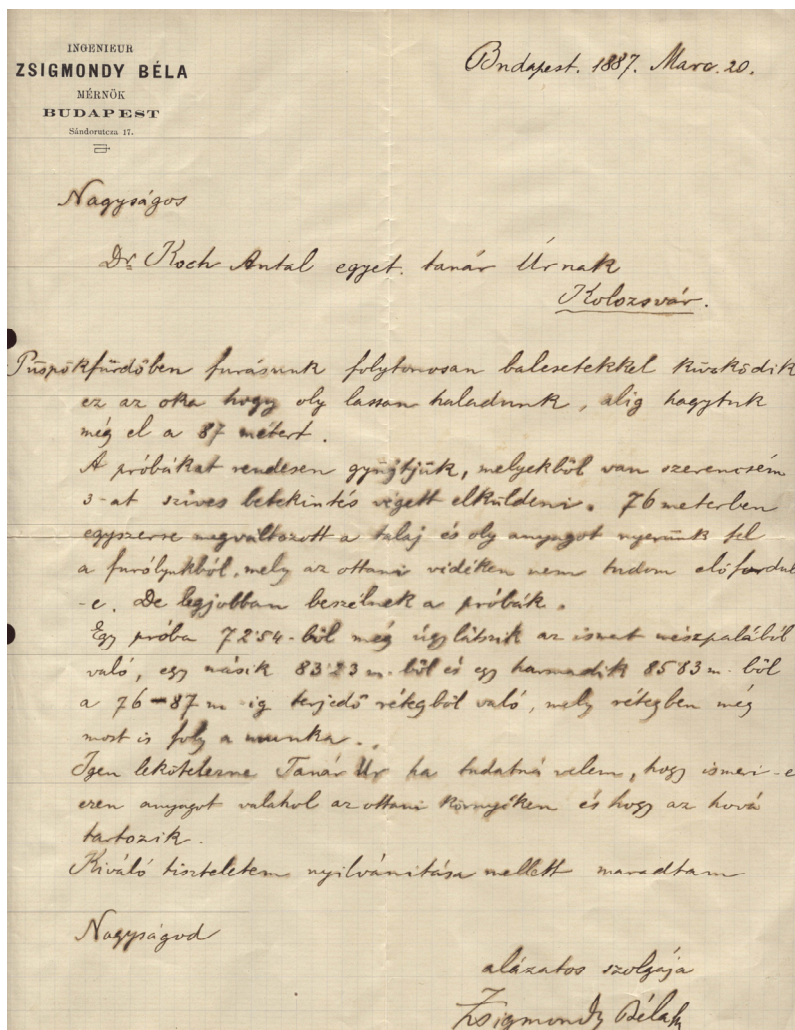 INGENIEUR
ZSIGMONDY BÉLA
MÉRNÖK
BUDAPEST
Sándorutcza 17.
Budapest. 1887. Marc. 20.
Nagyságos
Dr. Koch Antal egyet. tanár Úrnak
Kolozsvár.
Püspökfürdőben furásunk folytonosan balesetekkel küzködik
ez az oka hogy oly lassan haladunk, alig hagytuk
még el a 87 métert.
A próbákat rendesen gyűjtjük, melyekből van szerencsém
3-at szives betekintés végett elküldeni. 76 meterben
egyszerre megváltozott a talaj és oly anyagot nyerünk fel
a furólyukból, mely az ottani vidéken nem tudom előfordul
-e. De legjobban beszélnek a próbák.
Egy próba 72·54-ből még úgy látszik az ismert mészpalából
való, egy másik 83·23 m.-ből és egy harmadik 85·83 m.-ből
a 76-87 m-ig terjedő rétegből való, mely rétegben még
most is foly a munka.
Igen lekötelezne Tanár Úr ha tudatná velem, hogy ismeri-e
ezen anyagot valahol az ottani környéken és hogy az hová
tartozik.
Kiváló tiszteletem nyilvánitása mellett maradtam
Nagyságod
alázatos szolgája
Zsigmondy Béla